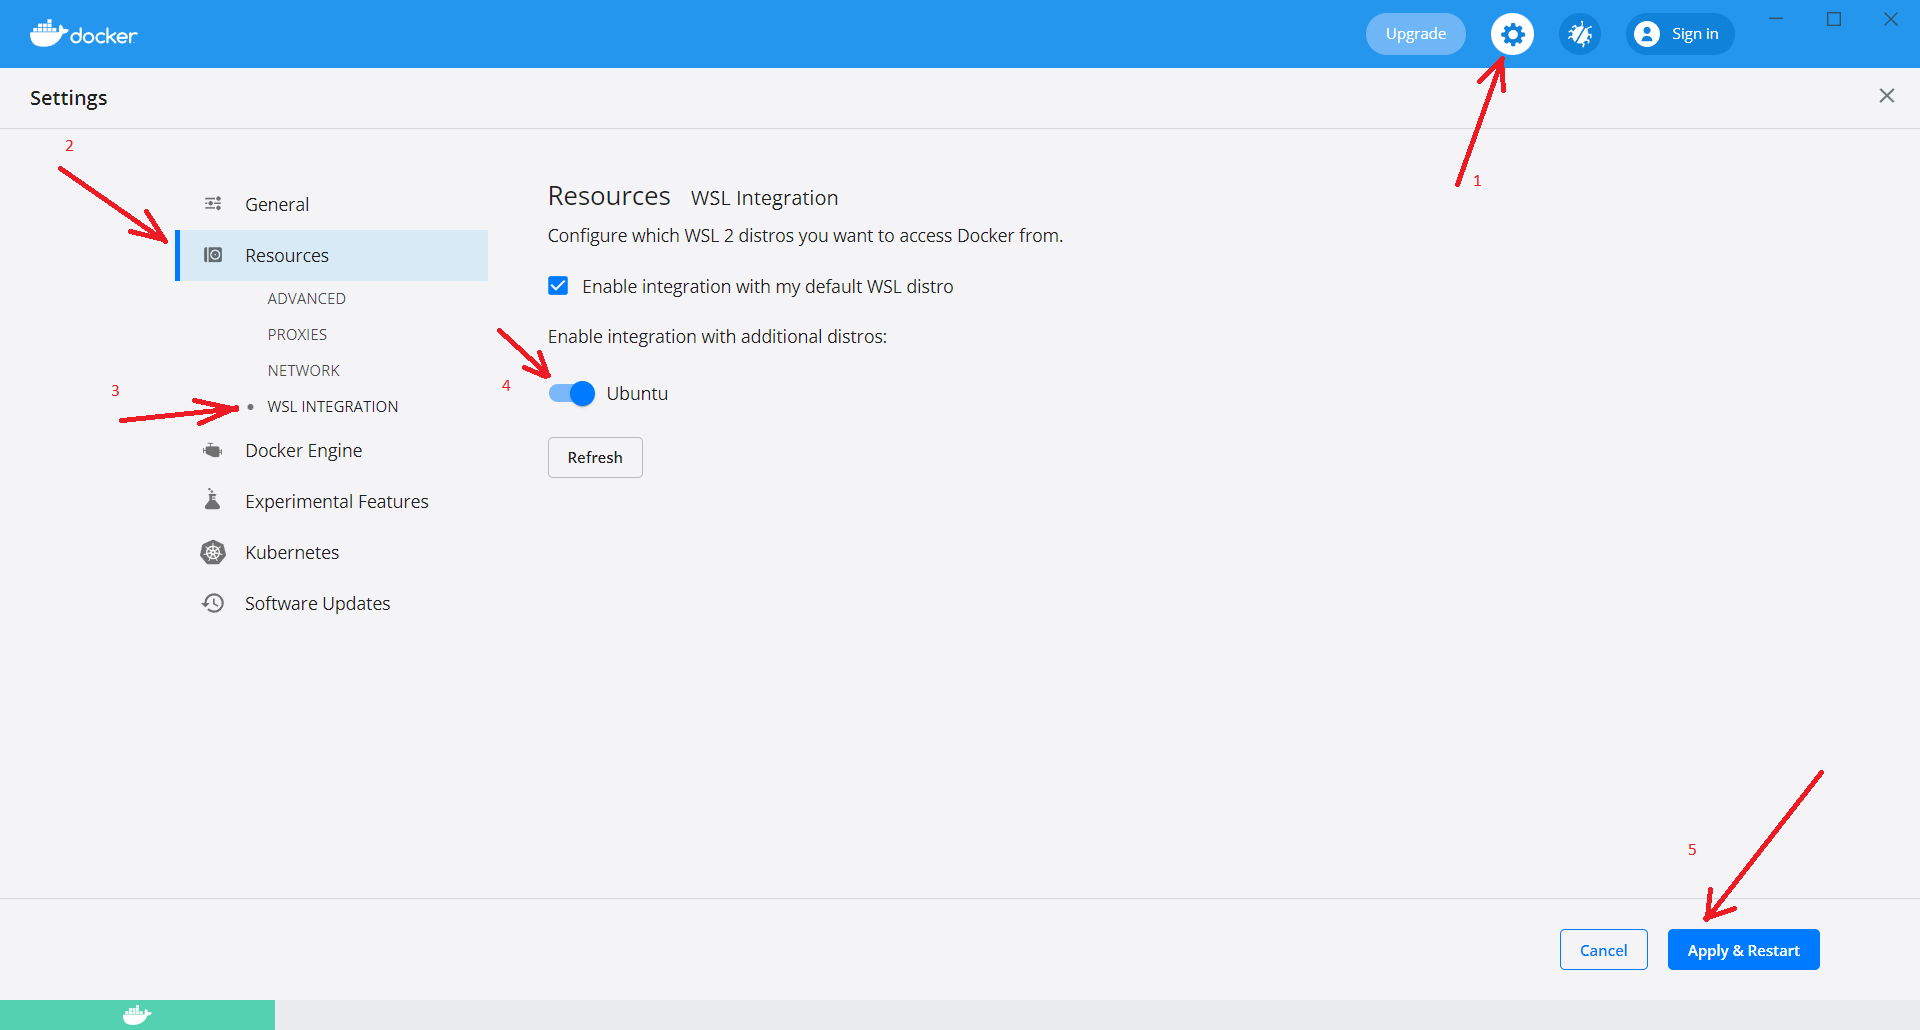 docker
Upgrade
Sign in
Settings
2
1
General
Resources
ADVANCED
PROXIES
NETWORK
3
WSL INTEGRATION
Docker Engine
Experimental Features
Kubernetes
Software Updates
Resources WSL Integration
Configure which WSL 2 distros you want to access Docker from.
Enable integration with my default WSL distro
Enable integration with additional distros:
4
Ubuntu
Refresh
5
Cancel
Apply & Restart